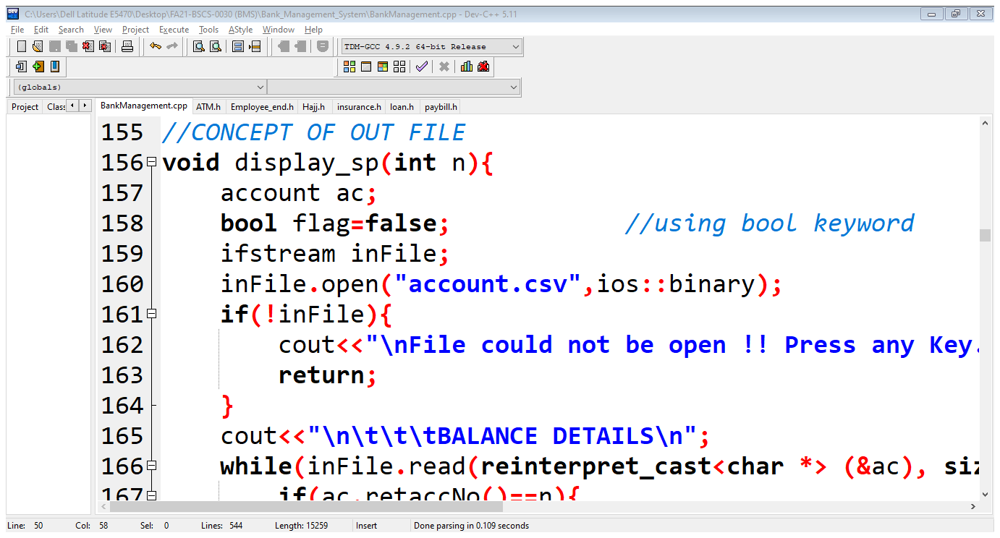 C:\Users\Dell Latitude E5470\Desktop\FA21-BSCS-0030 (BMS)\Bank_Management_System\BankManagement.cpp - Dev-C++ 5.11
File Edit Search View Project Execute Tools AStyle Window Help
TDM-GCC 4.9.2 64-bit Release
(globals)
Project Class BankManagement.cpp ATM.h Employee_end.h Hajj.h insurance.h loan.h paybill.h
155 //CONCEPT OF OUT FILE
156 void display_sp(int n){
157 account ac;
158 bool flag=false; //using bool keyword
159 ifstream inFile;
160 inFile.open("account.csv",ios::binary);
161 if(!inFile){
162 cout<<"\nFile could not be open !! Press any Key.
163 return;
164 }
165 cout<<"\n\t\t\tBALANCE DETAILS\n";
166 while(inFile.read(reinterpret_cast<char *> (&ac), siz
167 if(ac.retaccNo()==n){
Line: 50 Col: 58 Sel: 0 Lines: 544 Length: 15259 Insert Done parsing in 0.109 seconds